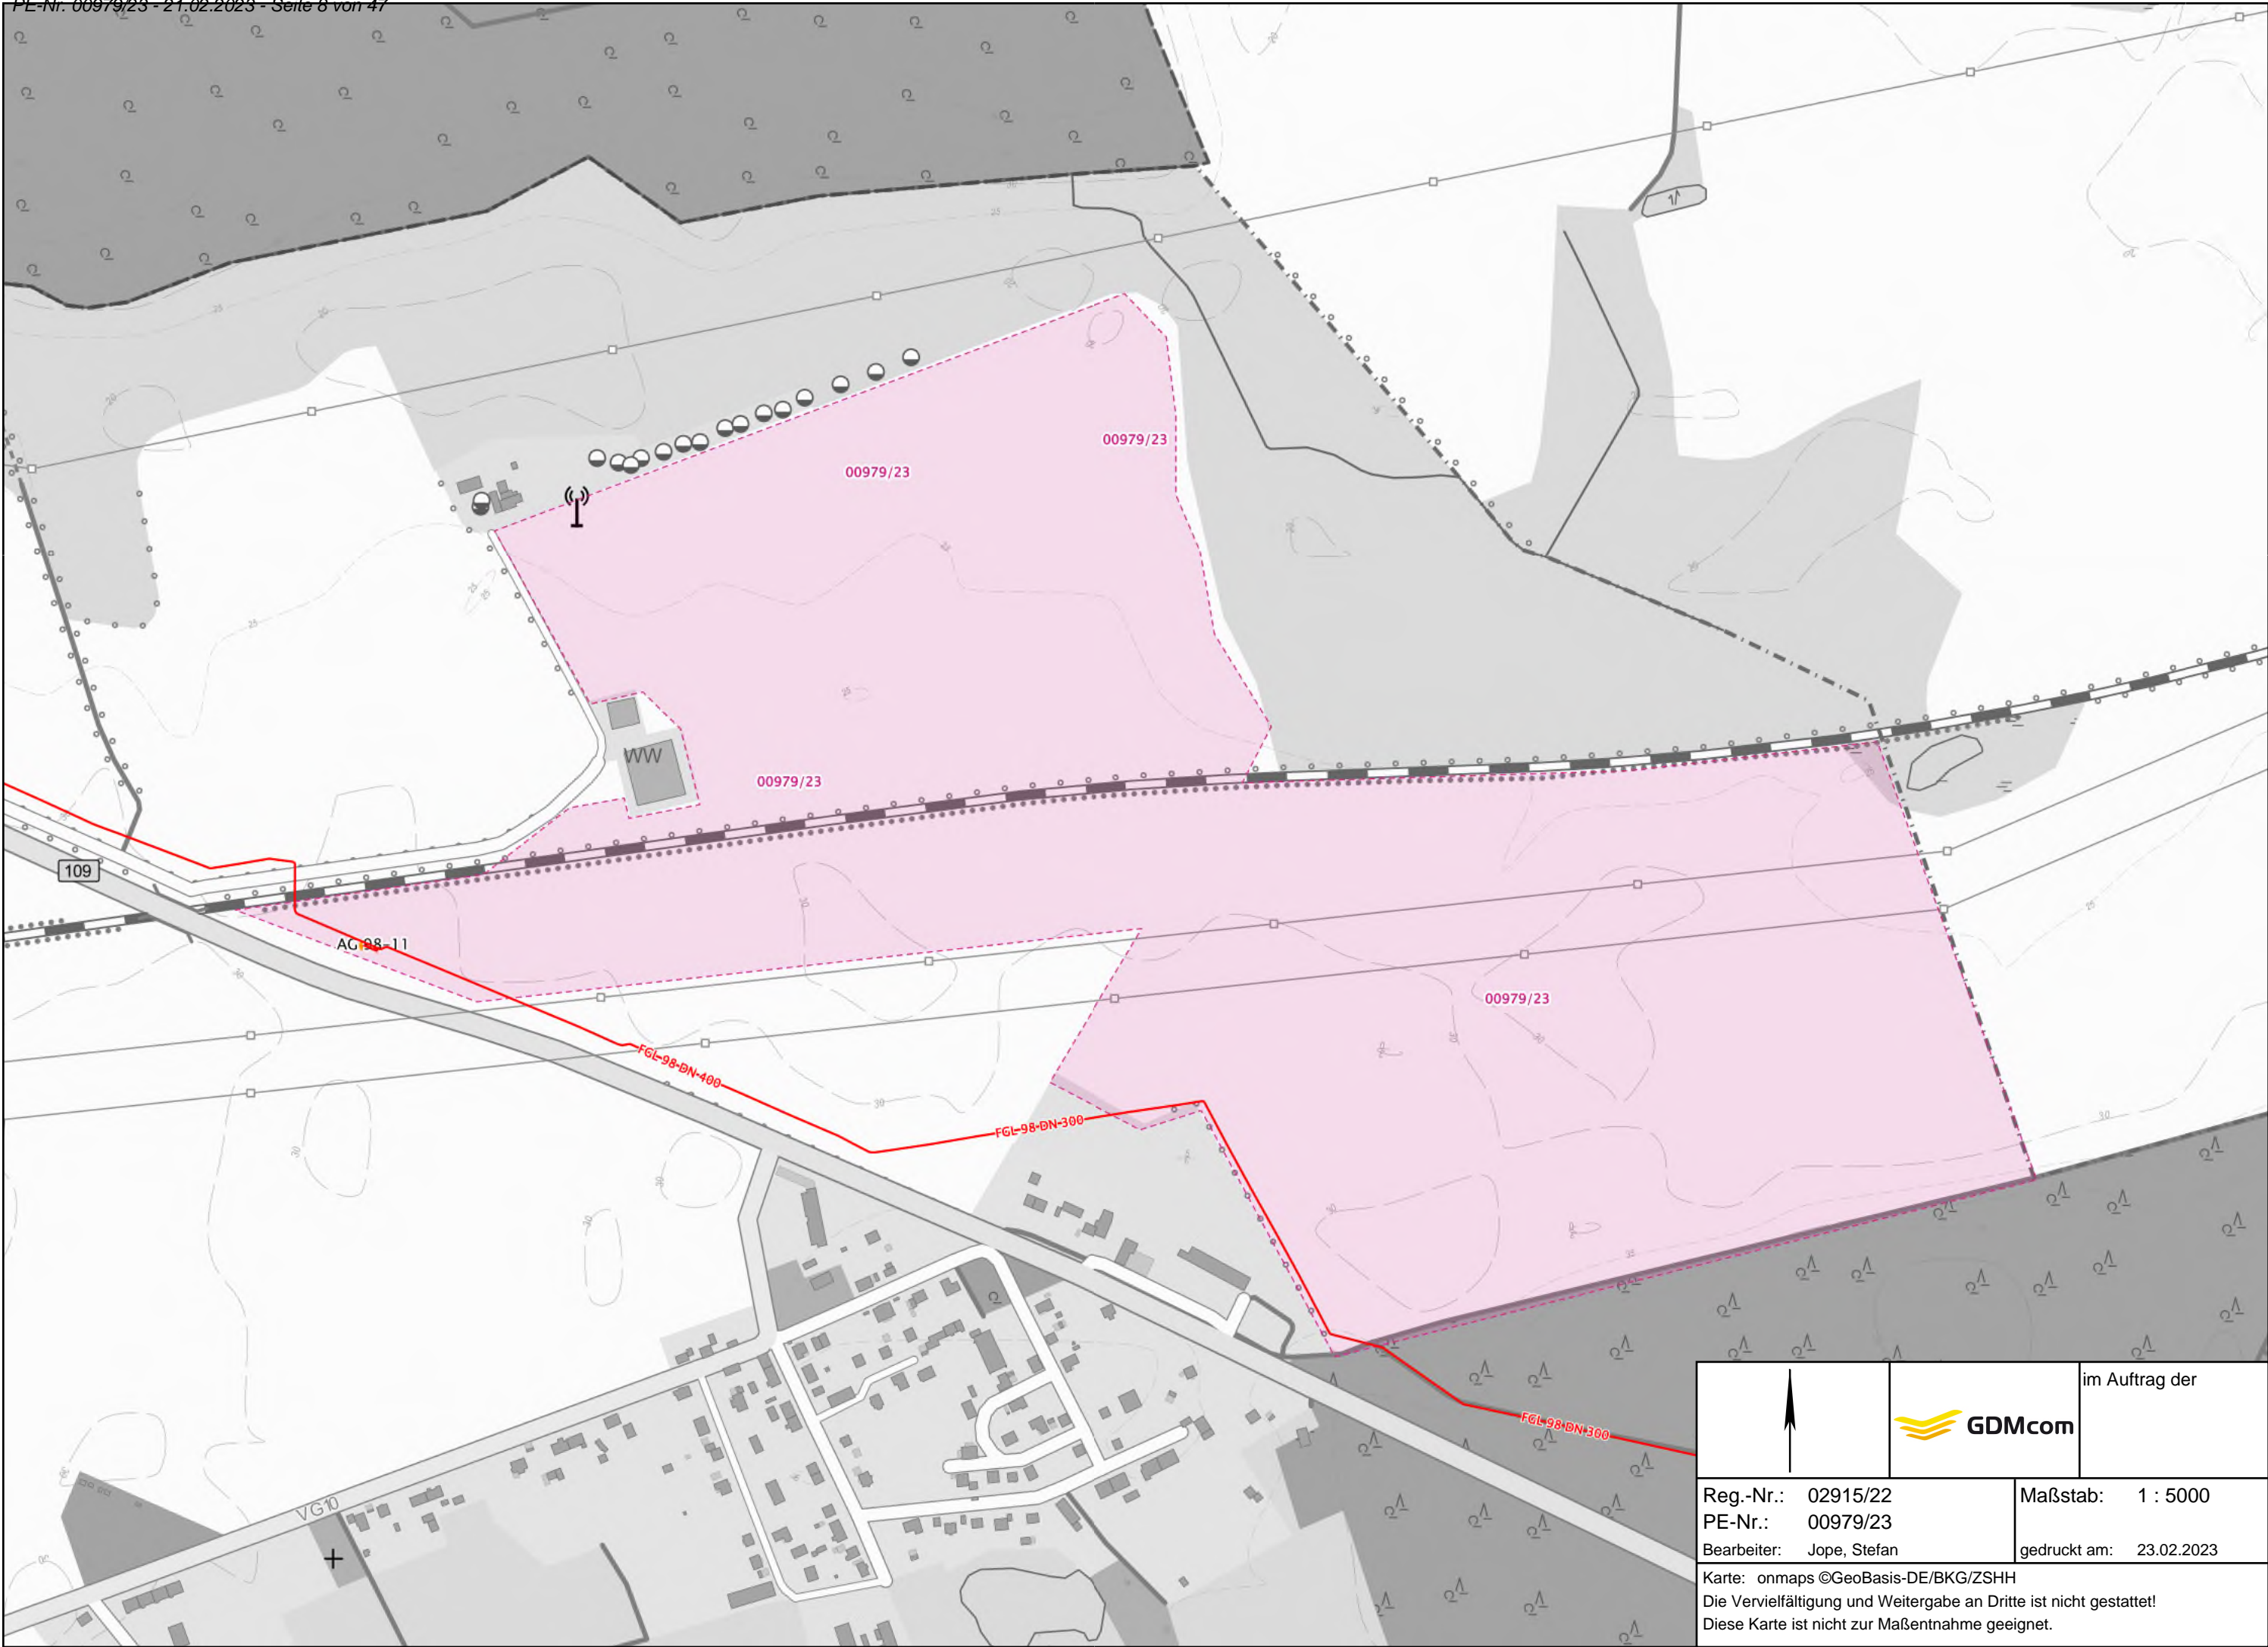 PE-Nr. 00979/23 - 21.02.2023 - Seite 8 von 47
00979/23
00979/23
WW
00979/23
109
AG 98-11
00979/23
FGL 98 DN 400
FGL 98 DN 300
FGL 98 DN 300
VG10
GDMcom
im Auftrag der
Reg.-Nr.: 02915/22
Maßstab: 1 : 5000
PE-Nr.: 00979/23
Bearbeiter: Jope, Stefan
gedruckt am: 23.02.2023
Karte: onmaps ©GeoBasis-DE/BKG/ZSHH
Die Vervielfältigung und Weitergabe an Dritte ist nicht gestattet!
Diese Karte ist nicht zur Maßentnahme geeignet.